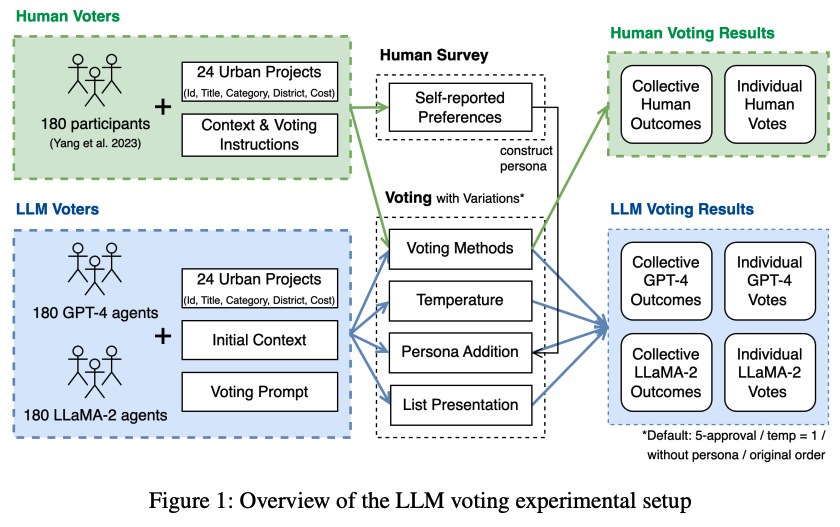 Human Voters
180 participants
(Yang et al. 2023)
+
24 Urban Projects
(Id, Title, Category, District, Cost)
Context & Voting
Instructions
Human Survey
Self-reported
Preferences
construct
persona
Human Voting Results
Collective
Human
Outcomes
Individual
Human
Votes
LLM Voters
180 GPT-4 agents
+
180 LLaMA-2 agents
24 Urban Projects
(Id, Title, Category, District, Cost)
Initial Context
Voting Prompt
Voting with Variations*
Voting Methods
Temperature
Persona Addition
List Presentation
LLM Voting Results
Collective
GPT-4
Outcomes
Individual
GPT-4
Votes
Collective
LLaMA-2
Outcomes
Individual
LLaMA-2
Votes
*Default: 5-approval / temp = 1 /
without persona / original order
Figure 1: Overview of the LLM voting experimental setup